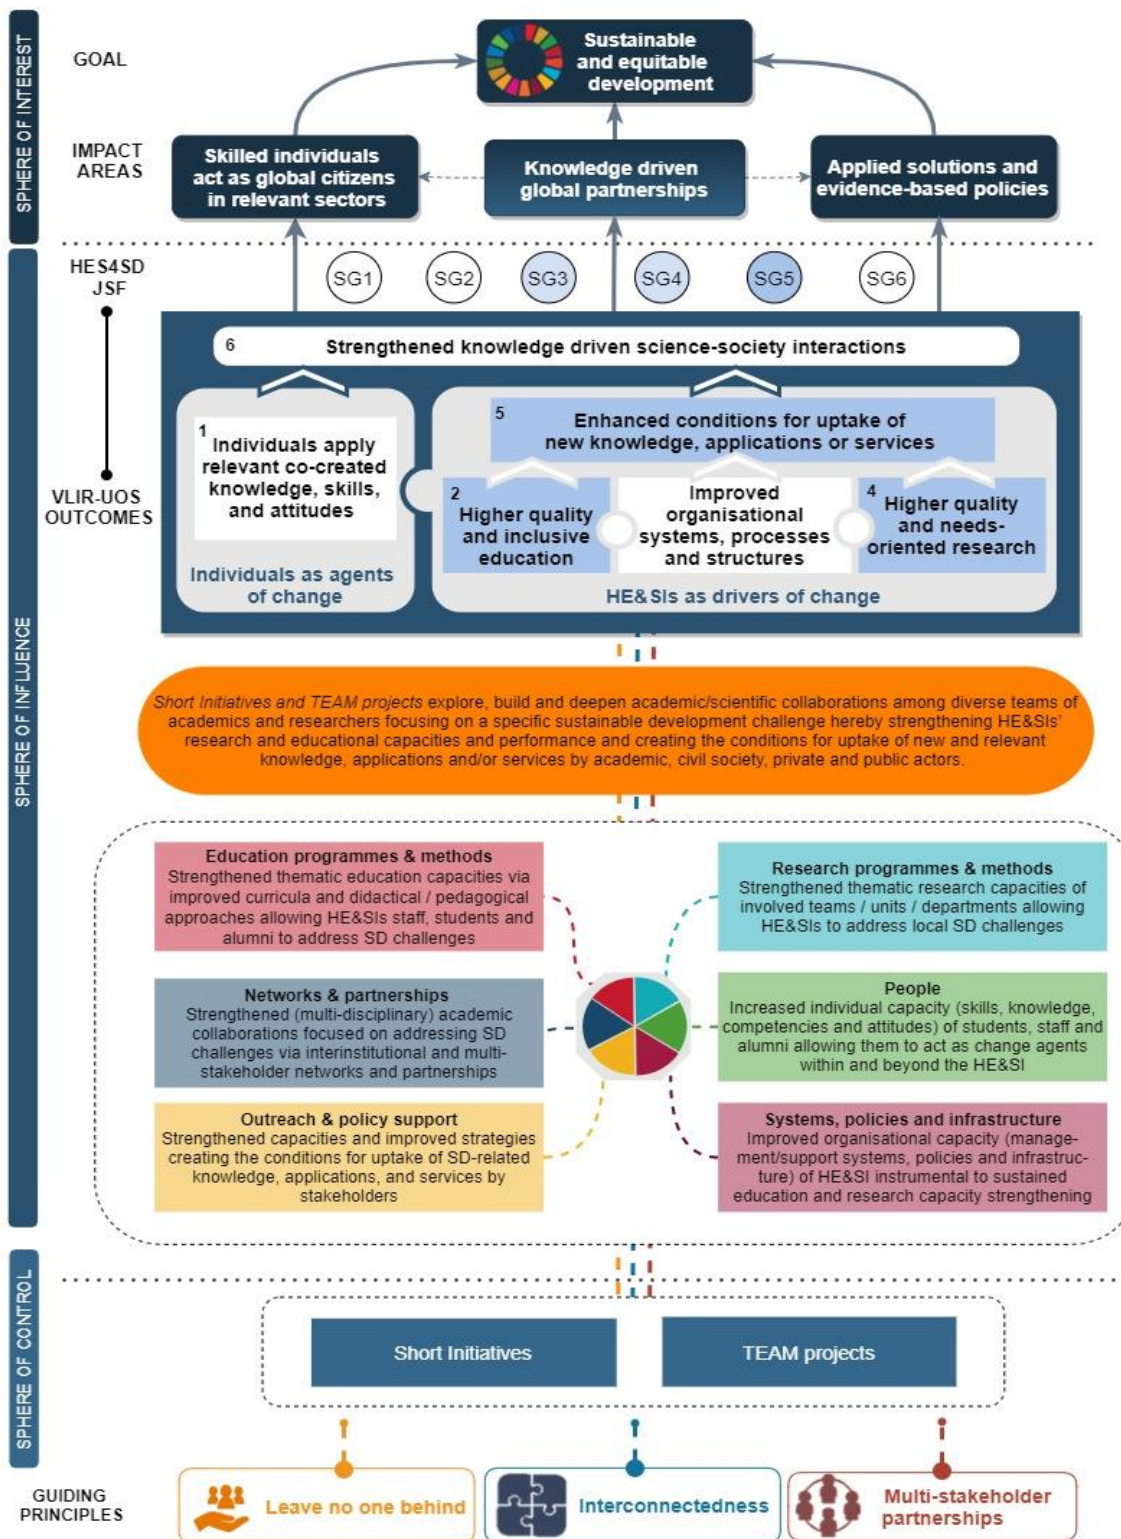 SPHERE OF INTEREST
GOAL
Sustainable
and equitable
development
IMPACT
AREAS
Skilled individuals
act as global citizens
in relevant sectors
Knowledge driven
global partnerships
Applied solutions and
evidence-based policies
SPHERE OF INFLUENCE
HES4SD
JSF
SG1
SG2
SG3
SG4
SG5
SG6
6
Strengthened knowledge driven science-society interactions
1
Individuals apply
relevant co-created
knowledge, skills,
and attitudes
Individuals as agents
of change
5
Enhanced conditions for uptake of
new knowledge, applications or services
2
Higher quality
and inclusive
education
Improved
organisational
systems, processes
and structures
4
Higher quality
and needs-
oriented research
HE&SIs as drivers of change
VLIR-UOS
OUTCOMES
Short Initiatives and TEAM projects explore, build and deepen academic/scientific collaborations among diverse teams of
academics and researchers focusing on a specific sustainable development challenge hereby strengthening HE&SIs'
research and educational capacities and performance and creating the conditions for uptake of new and relevant
knowledge, applications and/or services by academic, civil society, private and public actors.
Education programmes & methods
Strengthened thematic education capacities via
improved curricula and didactical / pedagogical
approaches allowing HE&SIs staff, students and
alumni to address SD challenges
Research programmes & methods
Strengthened thematic research capacities of
involved teams / units / departments allowing
HE&SIs to address local SD challenges
Networks & partnerships
Strengthened (multi-disciplinary) academic
collaborations focused on addressing SD
challenges via interinstitutional and multi-
stakeholder networks and partnerships
People
Increased individual capacity (skills, knowledge,
competencies and attitudes) of students, staff and
alumni allowing them to act as change agents
within and beyond the HE&SI
Outreach & policy support
Strengthened capacities and improved strategies
creating the conditions for uptake of SD-related
knowledge, applications, and services by
stakeholders
Systems, policies and infrastructure
Improved organisational capacity (manage-
ment/support systems, policies and infrastruc-
ture) of HE&SI instrumental to sustained
education and research capacity strengthening
SPHERE OF CONTROL
Short Initiatives
TEAM projects
GUIDING
PRINCIPLES
Leave no one behind
Interconnectedness
Multi-stakeholder
partnerships